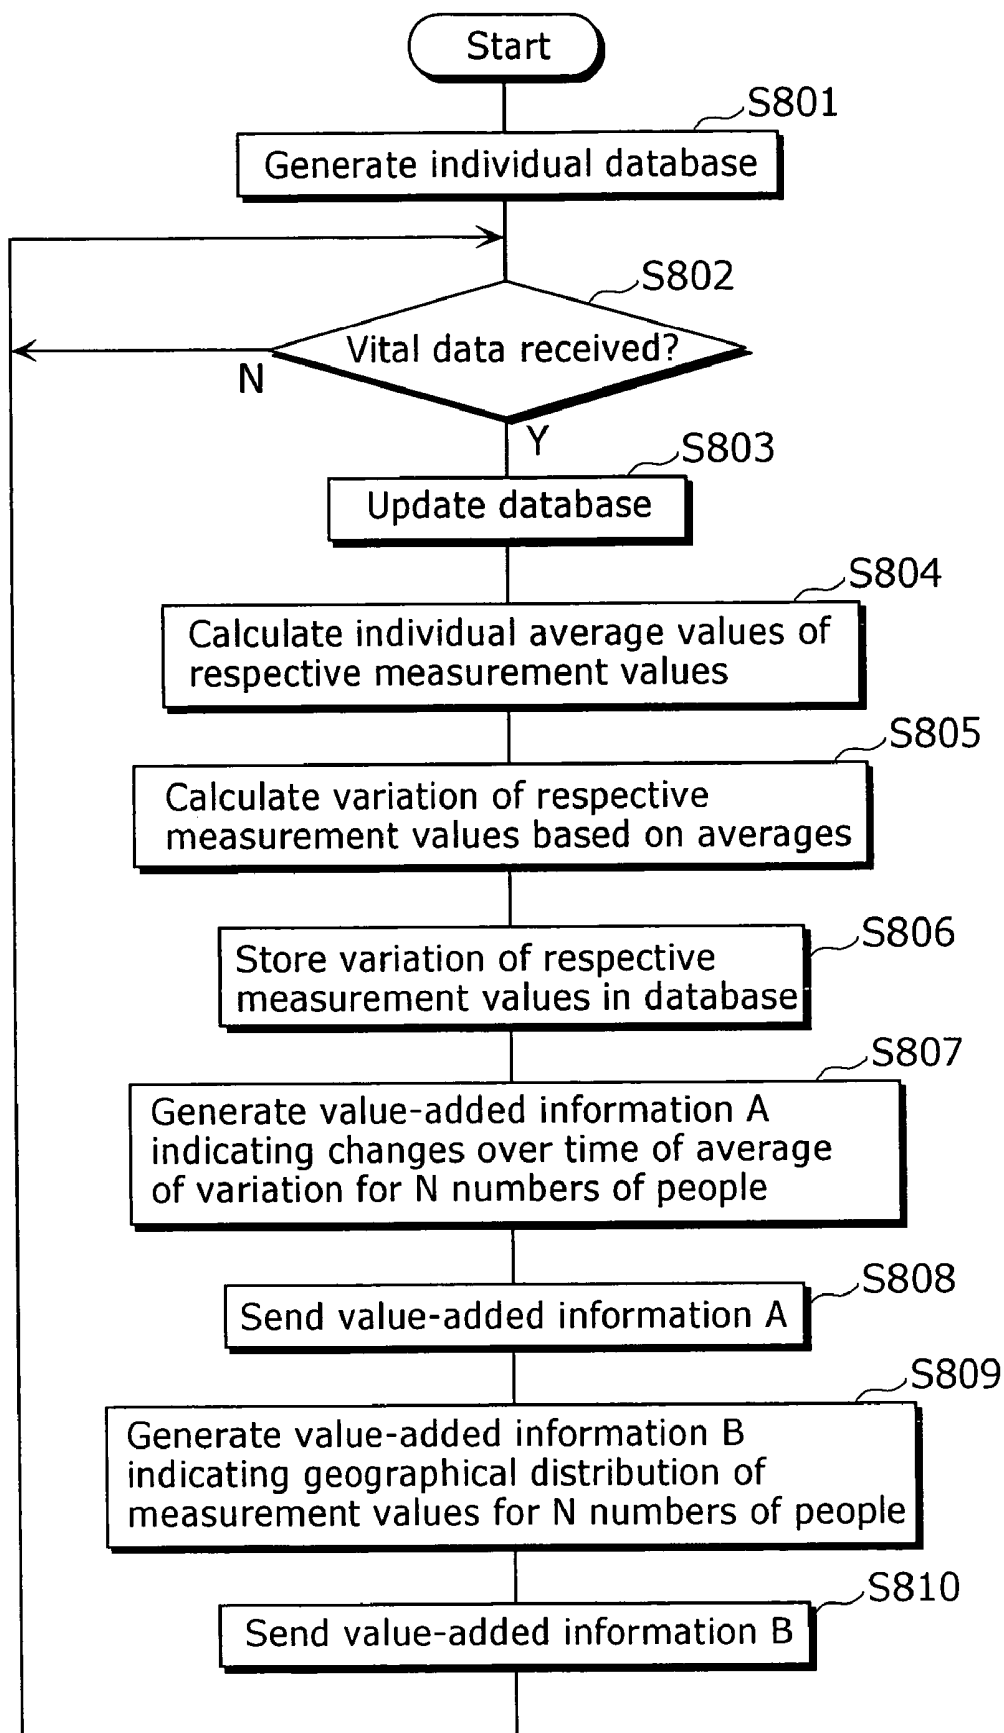 Start
S801
Generate individual database
S802
Vital data received?
N
Y
S803
Update database
S804
Calculate individual average values of
respective measurement values
S805
Calculate variation of respective
measurement values based on averages
S806
Store variation of respective
measurement values in database
S807
Generate value-added information A
indicating changes over time of average
of variation for N numbers of people
S808
Send value-added information A
S809
Generate value-added information B
indicating geographical distribution of
measurement values for N numbers of people
S810
Send value-added information B